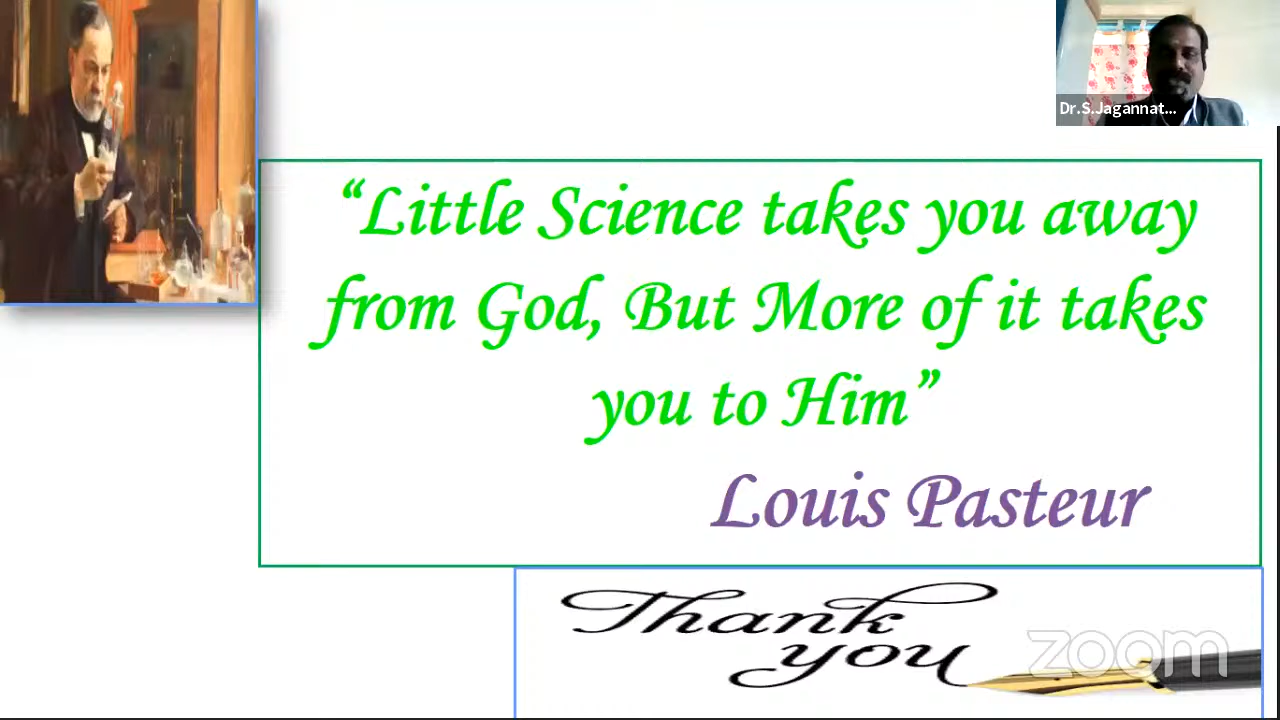 Dr.S.Jagannat...
“Little Science takes you away
from God, But More of it takes
you to Him”
Louis Pasteur
Thank
you
zoom